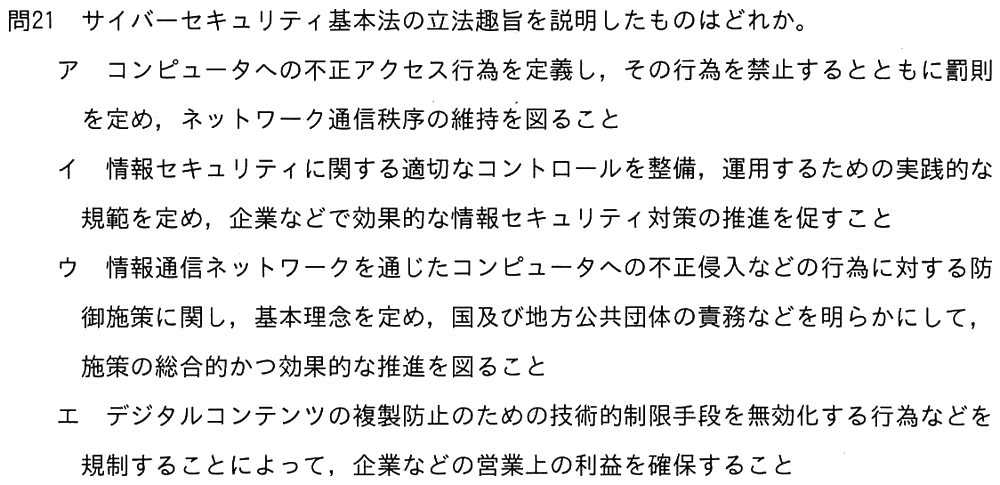 問21 サイバーセキュリティ基本法の立法趣旨を説明したものはどれか。
ア コンピュータへの不正アクセス行為を定義し，その行為を禁止するとともに罰則
を定め，ネットワーク通信秩序の維持を図ること
イ 情報セキュリティに関する適切なコントロールを整備，運用するための実践的な
規範を定め，企業などで効果的な情報セキュリティ対策の推進を促すこと
ウ 情報通信ネットワークを通じたコンピュータへの不正侵入などの行為に対する防
御施策に関し，基本理念を定め，国及び地方公共団体の責務などを明らかにして，
施策の総合的かつ効果的な推進を図ること
エ デジタルコンテンツの複製防止のための技術的制限手段を無効化する行為などを
規制することによって，企業などの営業上の利益を確保すること